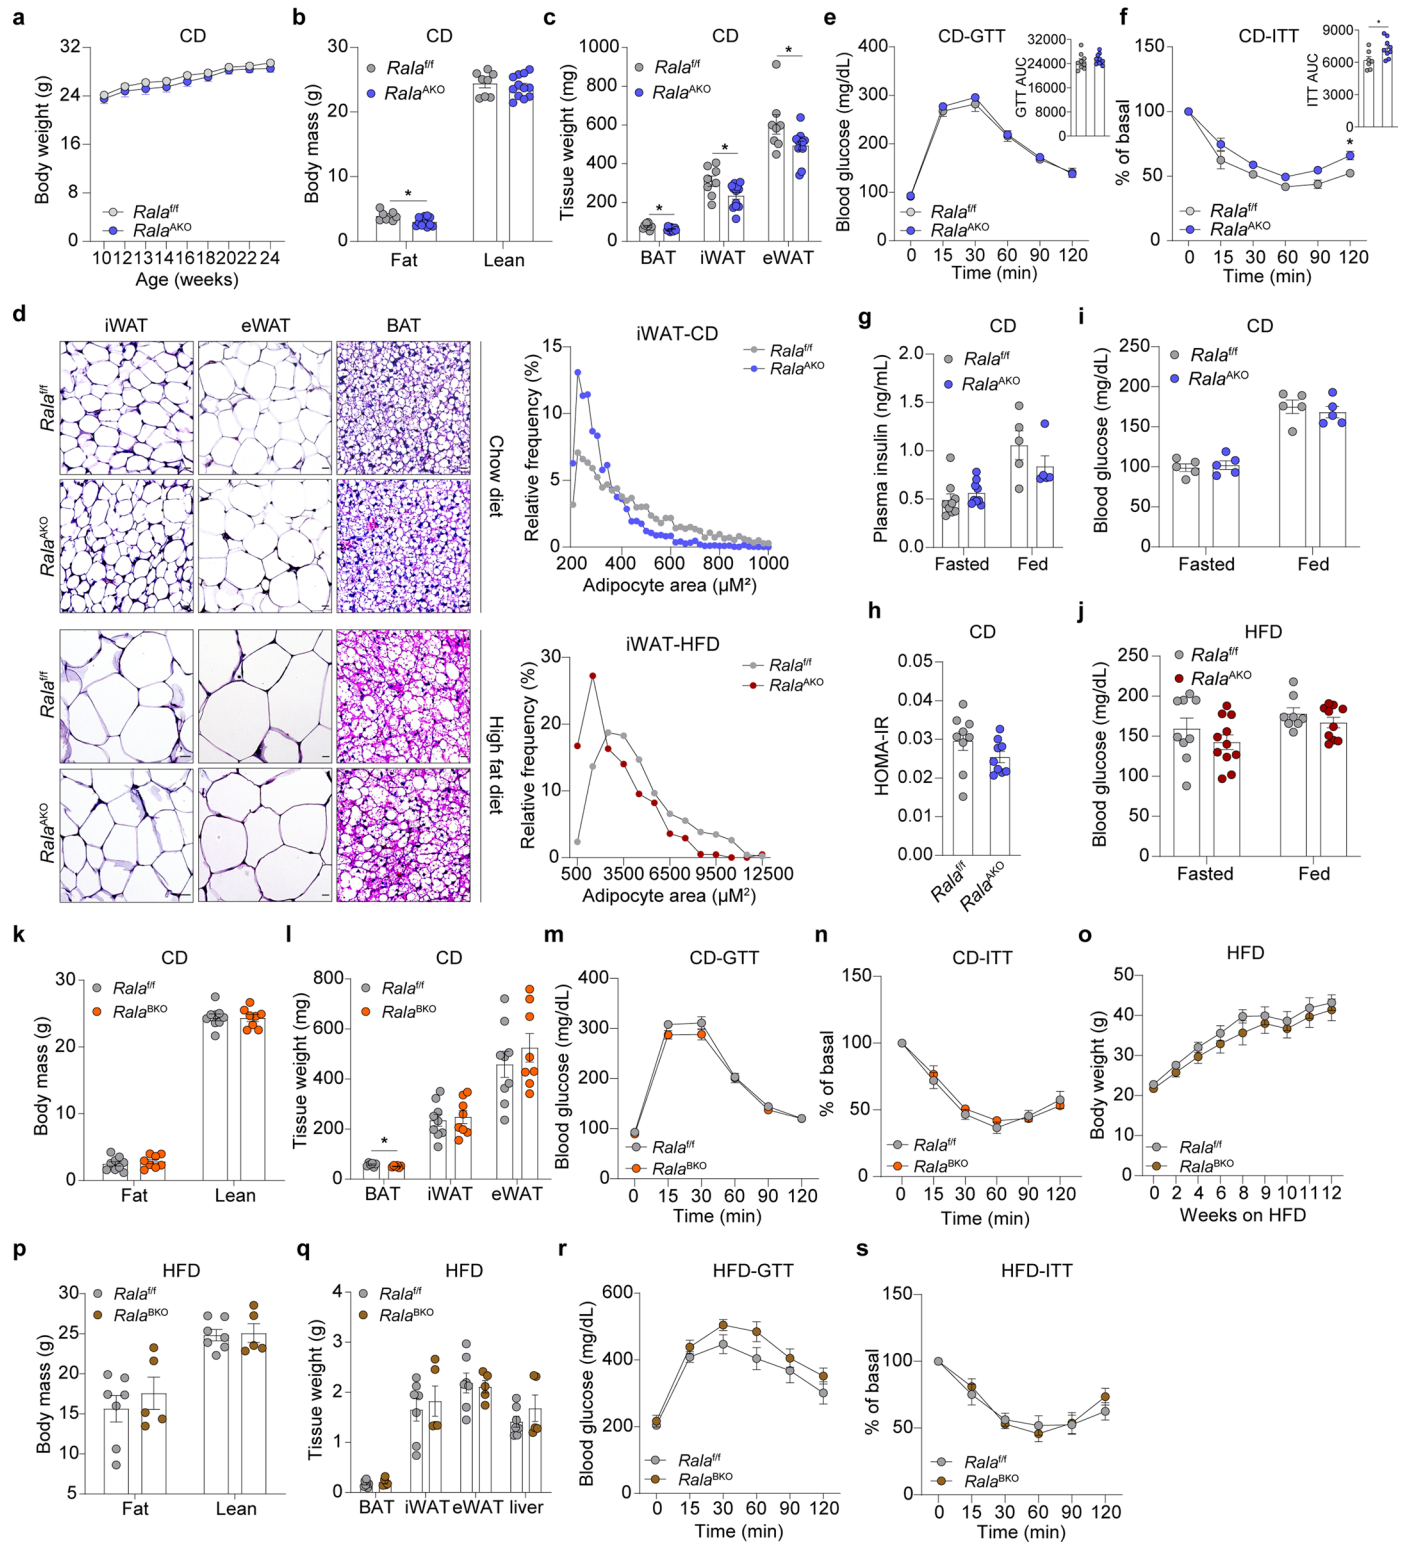 a
CD
Body weight (g)
32
24
16
8
0
Rala^f/f
Rala^AKO
10 12 13 14 16 18 20 22 24
Age (weeks)
b
CD
Body mass (g)
30
20
10
0
Rala^f/f
Rala^AKO
*
Fat Lean
c
CD
Tissue weight (mg)
1000
800
600
400
200
0
Rala^f/f
Rala^AKO
*
*
*
BAT iWAT eWAT
e
CD-GTT
Blood glucose (mg/dL)
400
300
200
100
0
GTT AUC
32000
24000
16000
8000
0
Rala^f/f
Rala^AKO
0 15 30 60 90 120
Time (min)
f
CD-ITT
% of basal
150
100
50
0
ITT AUC
9000
6000
3000
0
*
*
Rala^f/f
Rala^AKO
0 15 30 60 90 120
Time (min)
d
iWAT eWAT BAT
Rala^f/f
Rala^AKO
Chow diet
Rala^f/f
Rala^AKO
High fat diet
iWAT-CD
Relative frequency (%)
15
10
5
0
Rala^f/f
Rala^AKO
200 400 600 800 1000
Adipocyte area (µM²)
iWAT-HFD
Relative frequency (%)
30
20
10
0
Rala^f/f
Rala^AKO
500 3500 6500 9500 12500
Adipocyte area (µM²)
g
CD
Plasma insulin (ng/mL)
2.0
1.5
1.0
0.5
0.0
Rala^f/f
Rala^AKO
Fasted Fed
i
CD
Blood glucose (mg/dL)
250
200
150
100
50
0
Rala^f/f
Rala^AKO
Fasted Fed
h
CD
HOMA-IR
0.05
0.04
0.03
0.02
0.01
0.00
Rala^f/f
Rala^AKO
j
HFD
Blood glucose (mg/dL)
250
200
150
100
50
0
Rala^f/f
Rala^AKO
Fasted Fed
k
CD
Body mass (g)
30
20
10
0
Rala^f/f
Rala^BKO
Fat Lean
l
CD
Tissue weight (mg)
800
600
400
200
0
Rala^f/f
Rala^BKO
*
BAT iWAT eWAT
m
CD-GTT
Blood glucose (mg/dL)
400
300
200
100
0
Rala^f/f
Rala^BKO
0 15 30 60 90 120
Time (min)
n
CD-ITT
% of basal
150
100
50
0
Rala^f/f
Rala^BKO
0 15 30 60 90 120
Time (min)
o
HFD
Body weight (g)
50
40
30
20
10
0
Rala^f/f
Rala^BKO
0 2 4 6 8 9 10 11 12
Weeks on HFD
p
HFD
Body mass (g)
30
25
20
15
10
5
Rala^f/f
Rala^BKO
Fat Lean
q
HFD
Tissue weight (g)
4
3
2
1
0
Rala^f/f
Rala^BKO
BAT iWAT eWAT liver
r
HFD-GTT
Blood glucose (mg/dL)
600
400
200
0
Rala^f/f
Rala^BKO
0 15 30 60 90 120
Time (min)
s
HFD-ITT
% of basal
150
100
50
0
Rala^f/f
Rala^BKO
0 15 30 60 90 120
Time (min)